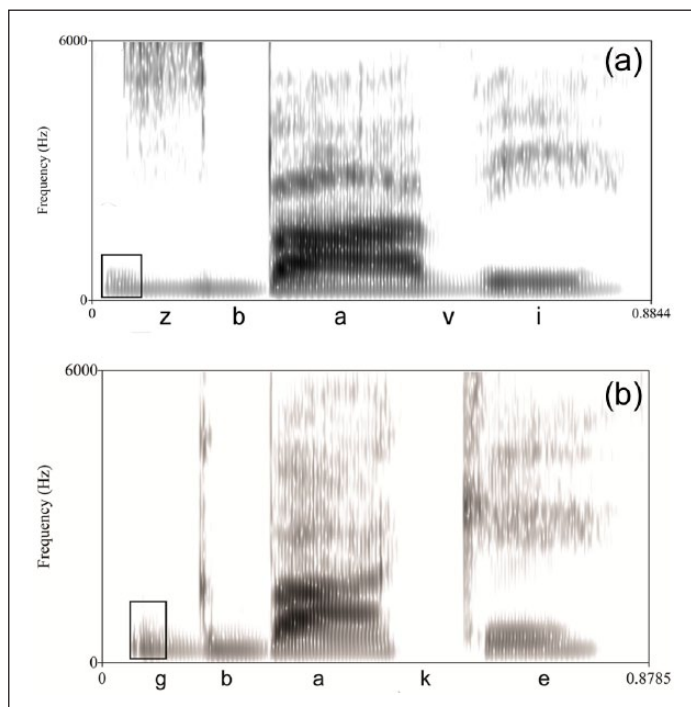 6000
(a)
Frequency (Hz)
0
0
z b a v i
0.8844
6000
(b)
Frequency (Hz)
0
0
g b a k e
0.8785